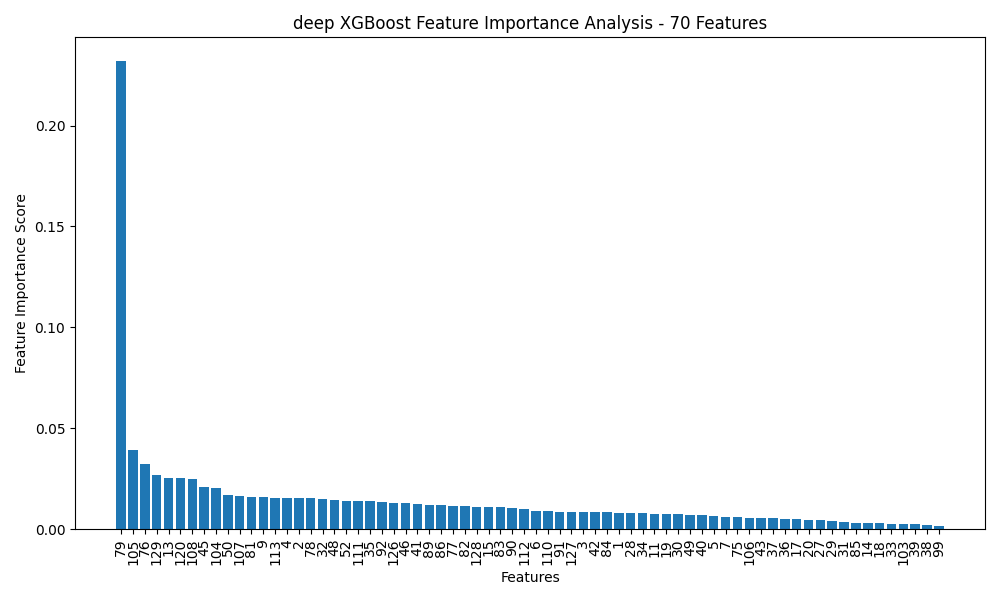 deep XGBoost Feature Importance Analysis - 70 Features
Feature Importance Score
0.20
0.15
0.10
0.05
0.00
79 105 76 129 13 120 108 45 104 50 107 81 9 113 4 2 78 32 48 52 111 35 92 126 46 41 89 86 77 82 128 15 83 90 112 6 110 91 127 3 42 84 1 28 34 11 19 30 49 40 5 7 75 106 43 37 36 17 20 27 29 31 85 14 18 33 103 39 38 99
Features